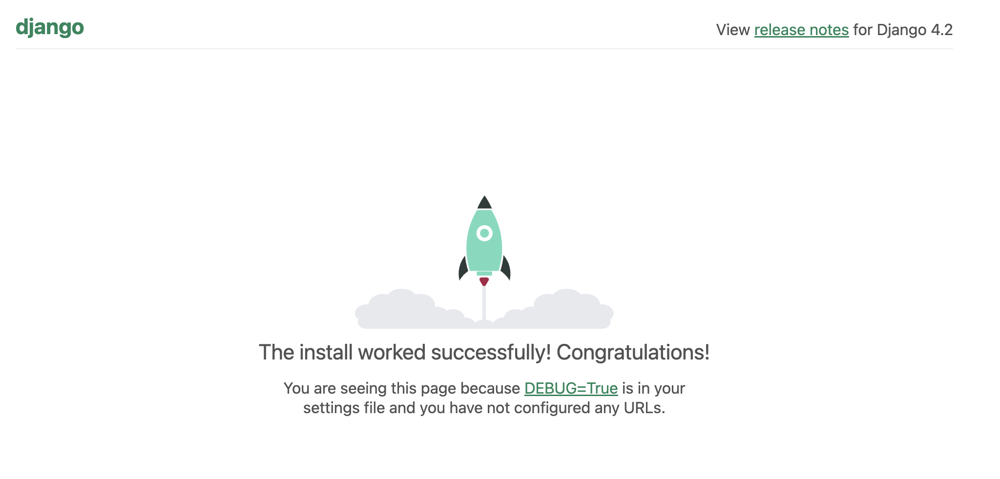 django
View release notes for Django 4.2
The install worked successfully! Congratulations!
You are seeing this page because DEBUG=True is in your
settings file and you have not configured any URLs.